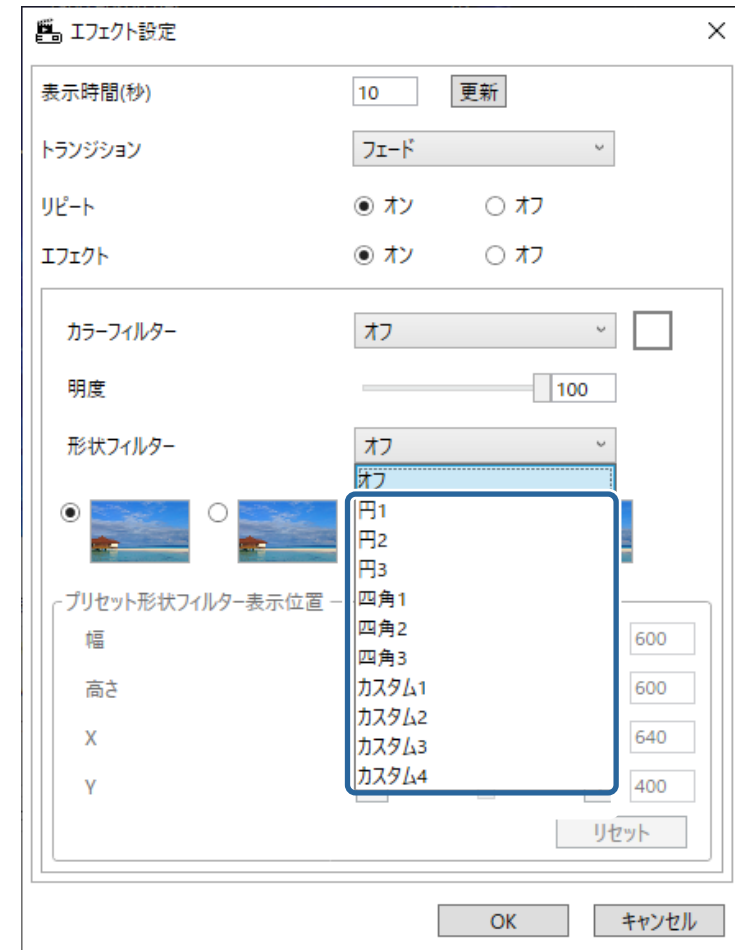 エフェクト設定
表示時間(秒) 10 更新
トランジション フェード
リピート オン オフ
エフェクト オン オフ
カラーフィルター オフ
明度 100
形状フィルター オフ
オフ
円1
円2
円3
四角1
四角2
四角3
カスタム1
カスタム2
カスタム3
カスタム4
プリセット形状フィルター表示位置
幅 600
高さ 600
X 640
Y 400
リセット
OK キャンセル